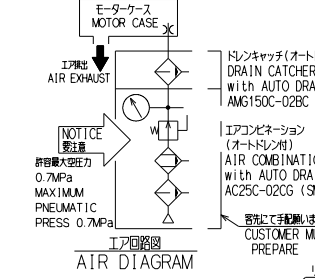 モーターケース
MOTOR CASE
エア排出
AIR EXHAUST
ドレンキャッチ(オート
DRAIN CATCHER
with AUTO DRA
AMG150C-02BC
NOTICE
要注意
W
エアコンビネーション
(オートドレン付)
AIR COMBINATI
with AUTO DRA
AC25C-02CG (S
許容最大空圧力
0.7MPa
MAXIMUM
PNEUMATIC
PRESS 0.7MPa
客先にて手配願いま
CUSTOMER MU
PREPARE
エア回路図
AIR DIAGRAM